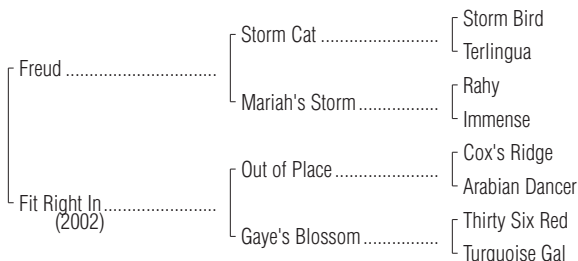 Storm Bird
Storm Cat ..............................
Terlingua
Freud .......................................
Rahy
Mariah's Storm .....................
Immense
Cox's Ridge
Out of Place ...........................
Arabian Dancer
Fit Right In .............................
(2002)
Thirty Six Red
Gaye's Blossom ....................
Turquoise Gal